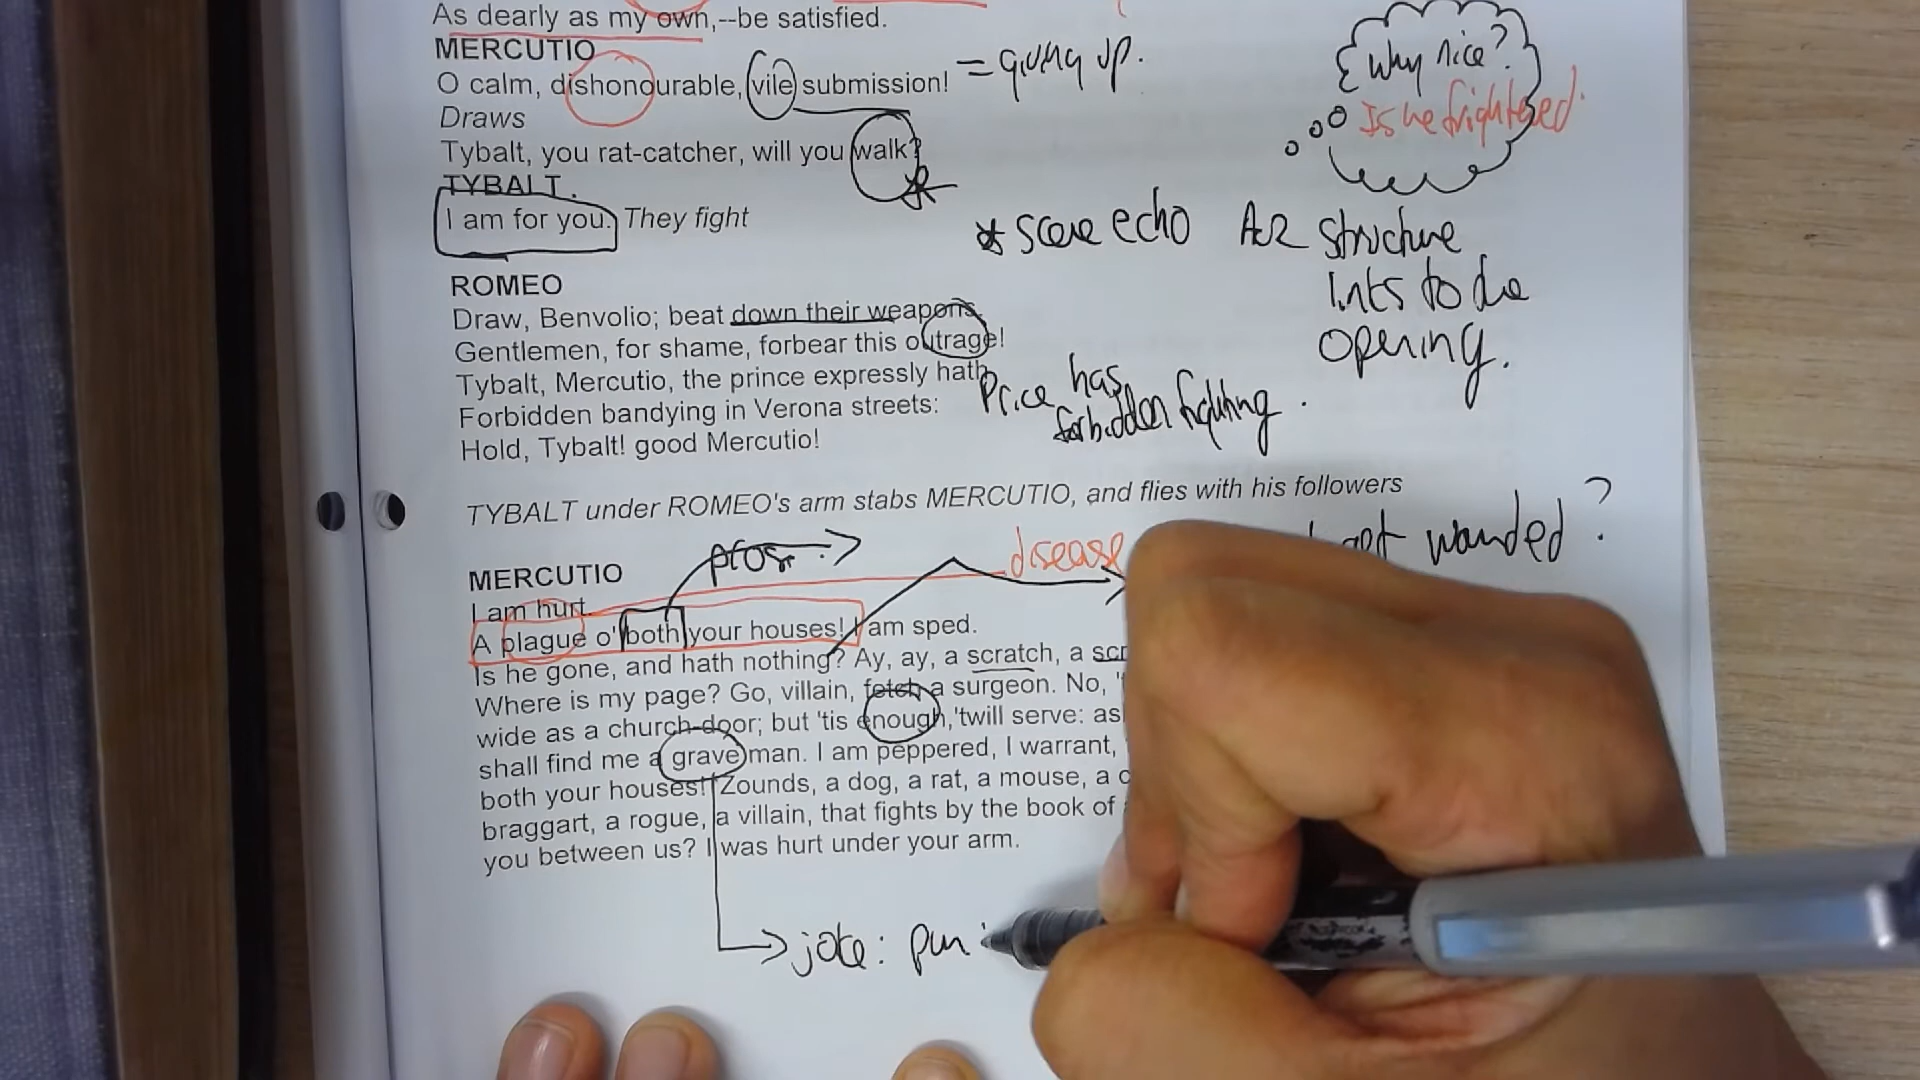 As dearly as my own,--be satisfied.
MERCUTIO
O calm, dishonourable, vile submission! = giving up.
Draws
Tybalt, you rat-catcher, will you walk?
TYBALT
I am for you. They fight
Why nice?
Is he frightened.
* scene echo
structure
links to the
opening.
ROMEO
Draw, Benvolio; beat down their weapons.
Gentlemen, for shame, forbear this outrage!
Tybalt, Mercutio, the prince expressly hath
Forbidden bandying in Verona streets:
Hold, Tybalt! good Mercutio!
Price has
forbidden fighting.
TYBALT under ROMEO's arm stabs MERCUTIO, and flies with his followers
disease
?
MERCUTIO
I am hurt.
A plague o' both your houses! I am sped.
Is he gone, and hath nothing? Ay, ay, a scratch, a scr
Where is my page? Go, villain, fetch a surgeon. No, 't
wide as a church-door; but 'tis enough,'twill serve: as
shall find me a grave man. I am peppered, I warrant,
both your houses! Zounds, a dog, a rat, a mouse, a c
braggart, a rogue, a villain, that fights by the book of
you between us? I was hurt under your arm.
joke: pun